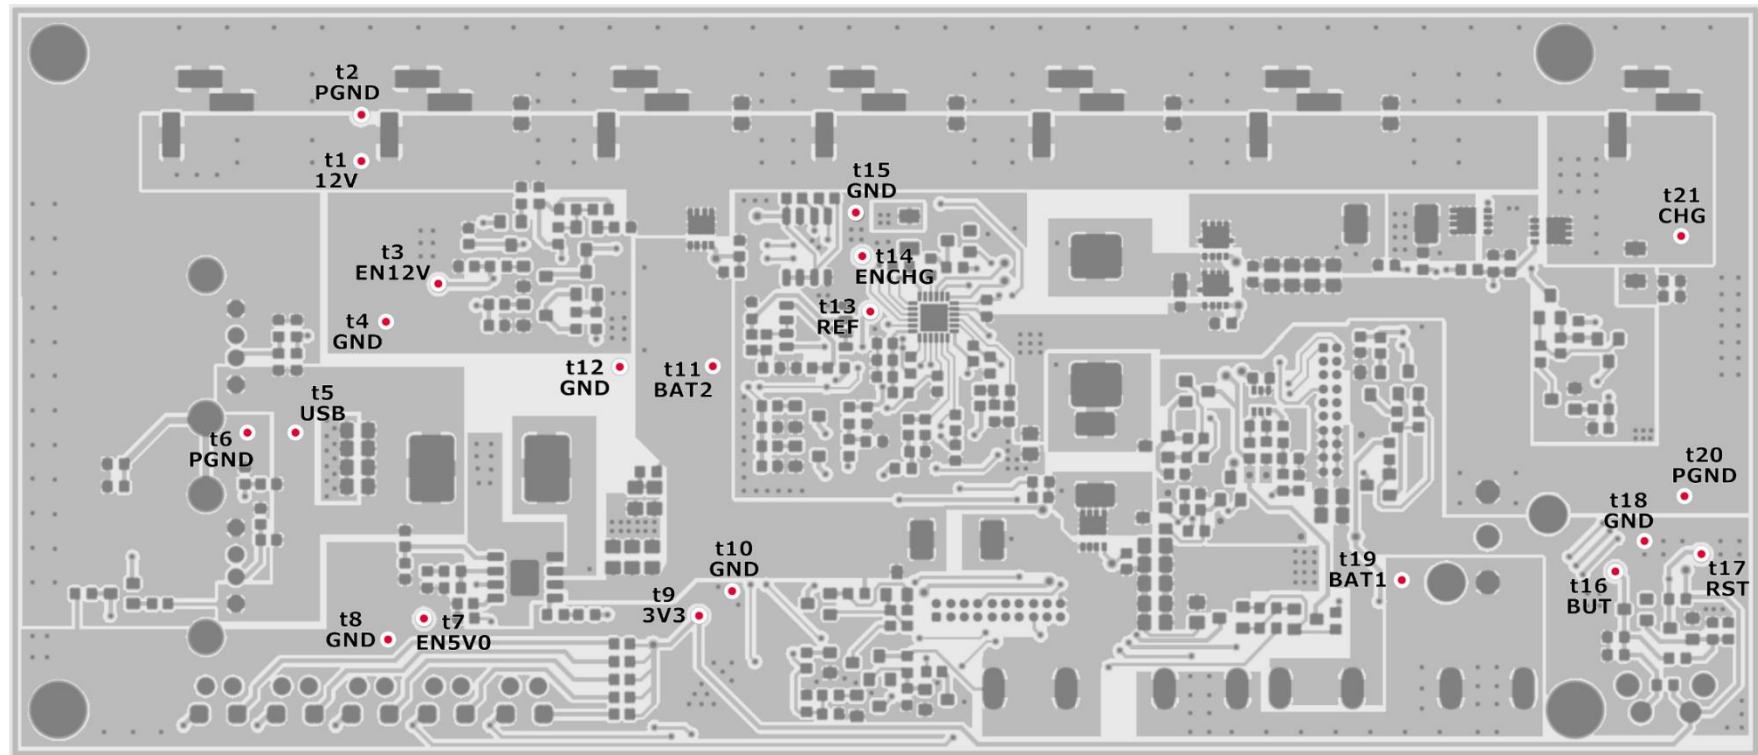 t2
PGND
t1
12V
t15
GND
t21
CHG
t3
EN12V
t14
ENCHG
t13
REF
t4
GND
t12
GND
t11
BAT2
t5
USB
t6
PGND
t20
PGND
t18
GND
t10
GND
t19
BAT1
t17
RST
t16
BUT
t9
3V3
t8
GND
t7
EN5V0